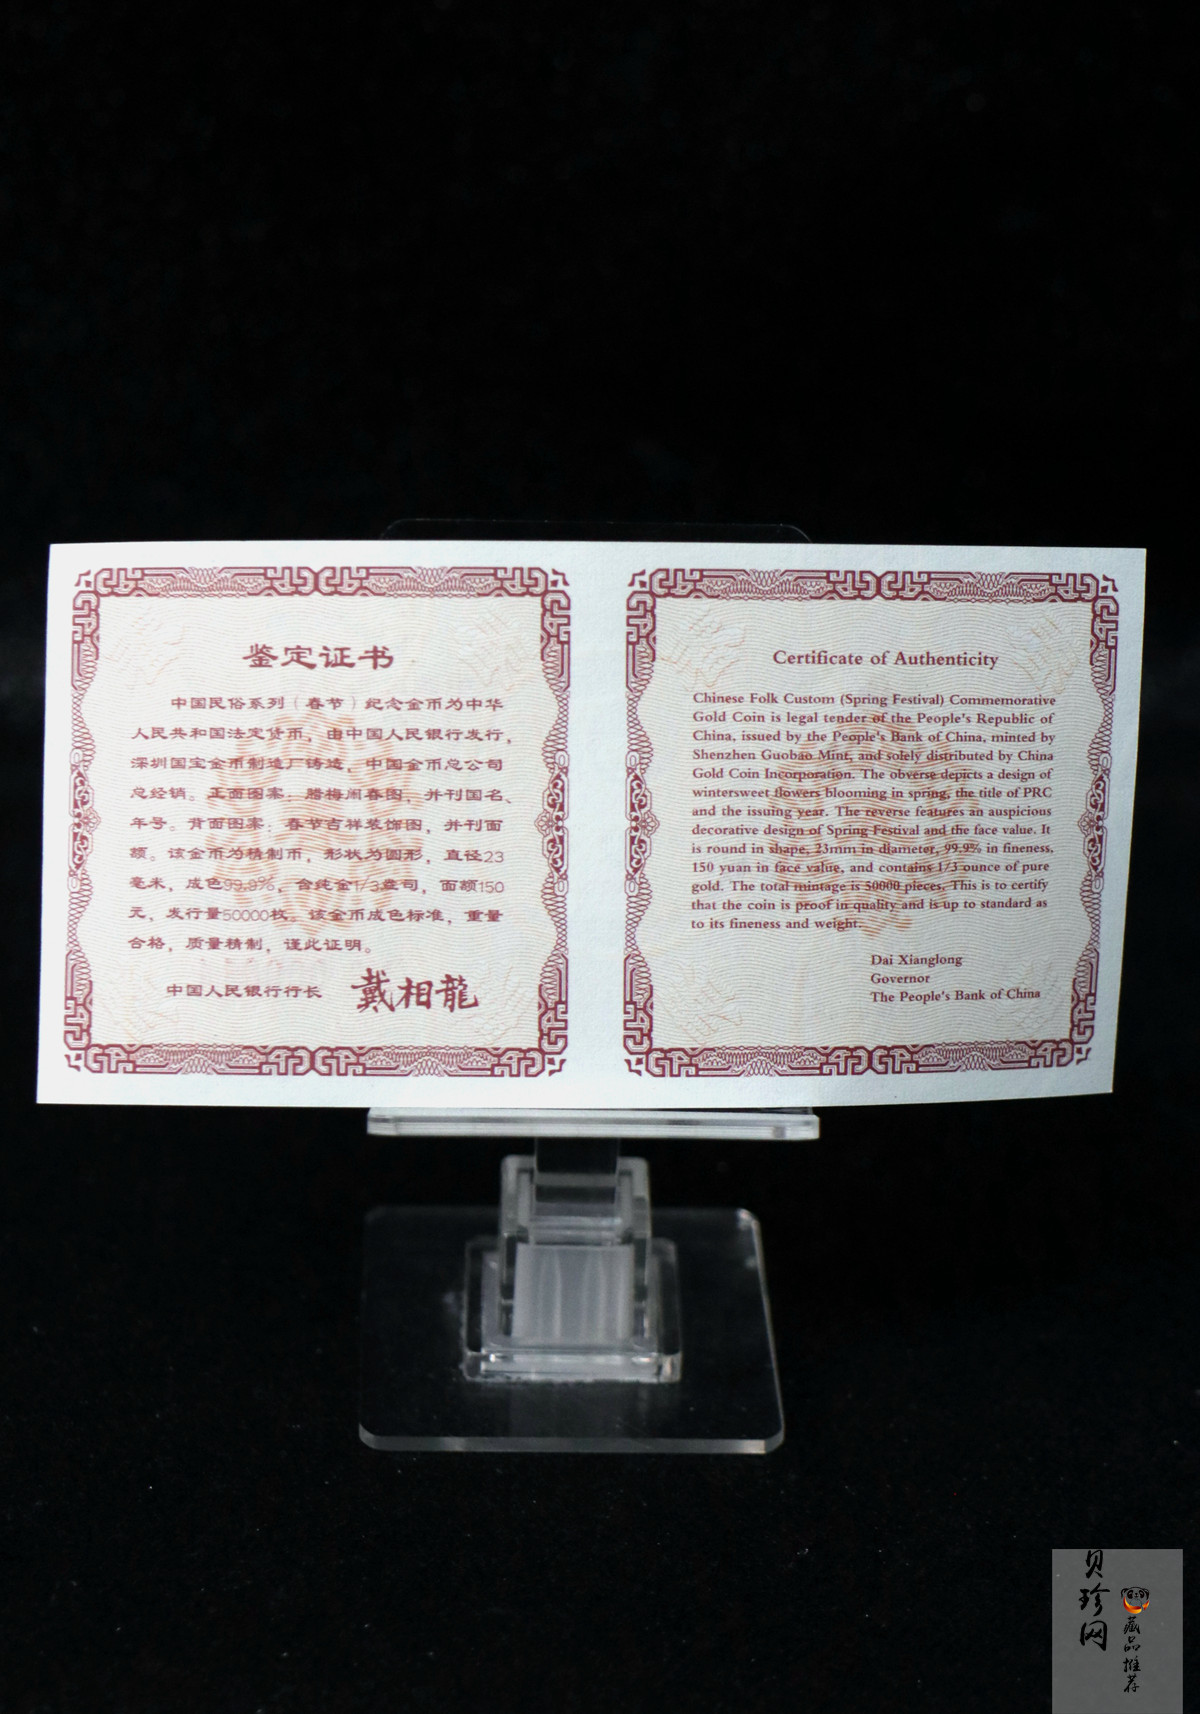 鉴定证书
中国民俗系列（春节）纪念金币为中华
人民共和国法定货币，由中国人民银行发行，
深圳国宝金币制造厂铸造，中国金币总公司
总经销。正面图案：腊梅闹春图，并刊国名、
年号。背面图案：春节吉祥装饰图，并刊面
额。该金币为精制币，形状为圆形，直径23
毫米，成色99.9%，含纯金1/3盎司，面额150
元，发行量50000枚。该金币成色标准，重量
合格，质量精制，谨此证明。
中国人民银行行长 戴相龍
Certificate of Authenticity
Chinese Folk Custom (Spring Festival) Commemorative
Gold Coin is legal tender of the People's Republic of
China, issued by the People's Bank of China, minted by
Shenzhen Guobao Mint, and solely distributed by China
Gold Coin Incorporation. The obverse depicts a design of
wintersweet flowers blooming in spring, the title of PRC
and the issuing year. The reverse features an auspicious
decorative design of Spring Festival and the face value. It
is round in shape, 23mm in diameter, 99.9% in fineness,
150 yuan in face value, and contains 1/3 ounce of pure
gold. The total mintage is 50000 pieces. This is to certify
that the coin is proof in quality and is up to standard as
to its fineness and weight.
Dai Xianglong
Governor
The People's Bank of China
贝珍网
藏品推荐